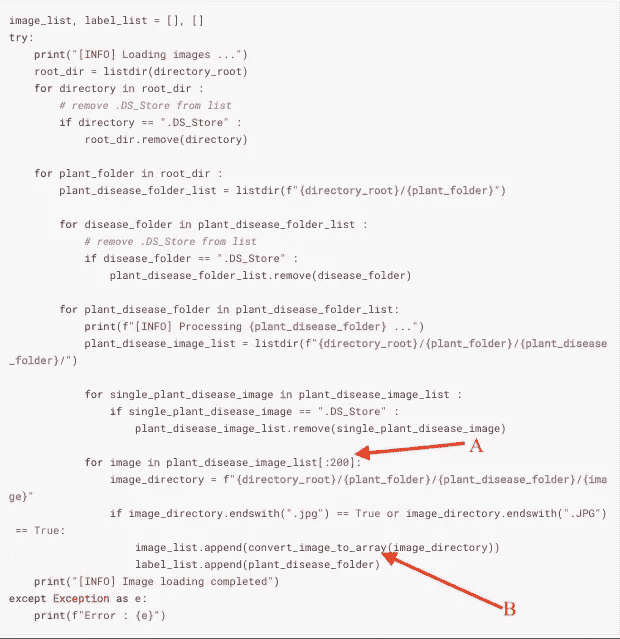 image_list, label_list = [], []
try:
print("[INFO] Loading images ...")
root_dir = listdir(directory_root)
for directory in root_dir :
# remove .DS_Store from list
if directory == ".DS_Store" :
root_dir.remove(directory)
for plant_folder in root_dir :
plant_disease_folder_list = listdir(f"{directory_root}/{plant_folder}")
for disease_folder in plant_disease_folder_list :
# remove .DS_Store from list
if disease_folder == ".DS_Store" :
plant_disease_folder_list.remove(disease_folder)
for plant_disease_folder in plant_disease_folder_list:
print(f"[INFO] Processing {plant_disease_folder} ...")
plant_disease_image_list = listdir(f"{directory_root}/{plant_folder}/{plant_disease
_folder}/")
for single_plant_disease_image in plant_disease_image_list :
if single_plant_disease_image == ".DS_Store" :
plant_disease_image_list.remove(single_plant_disease_image)
A
for image in plant_disease_image_list[:200]:
image_directory = f"{directory_root}/{plant_folder}/{plant_disease_folder}/{ima
ge}"
if image_directory.endswith(".jpg") == True or image_directory.endswith(".JPG")
== True:
image_list.append(convert_image_to_array(image_directory))
label_list.append(plant_disease_folder)
print("[INFO] Image loading completed")
except Exception as e:
B
print(f"Error : {e}")